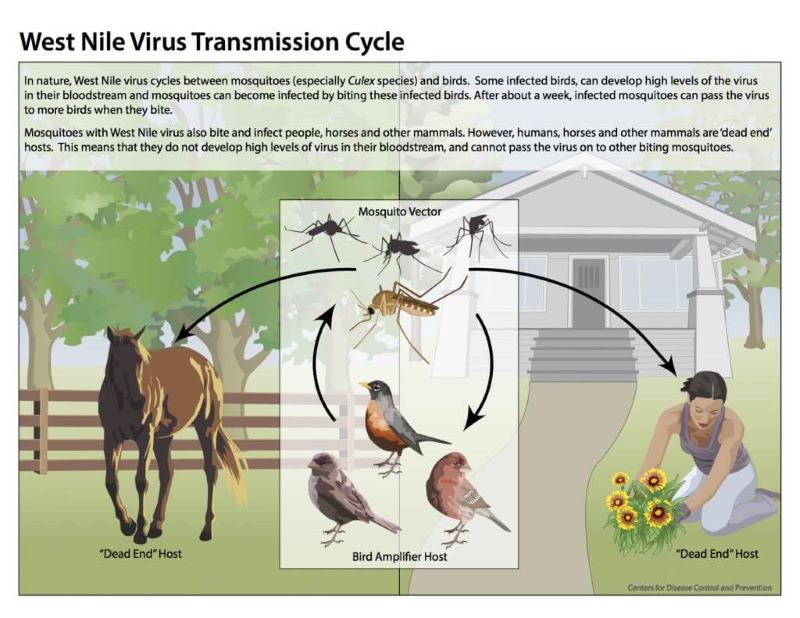 West Nile Virus Transmission Cycle
In nature, West Nile virus cycles between mosquitoes (especially Culex species) and birds. Some infected birds, can develop high levels of the virus
in their bloodstream and mosquitoes can become infected by biting these infected birds. After about a week, infected mosquitoes can pass the virus
to more birds when they bite.
Mosquitoes with West Nile virus also bite and infect people, horses and other mammals. However, humans, horses and other mammals are ‘dead end’
hosts. This means that they do not develop high levels of virus in their bloodstream, and cannot pass the virus on to other biting mosquitoes.
Mosquito Vector
“Dead End” Host
Bird Amplifier Host
“Dead End” Host
Centers for Disease Control and Prevention